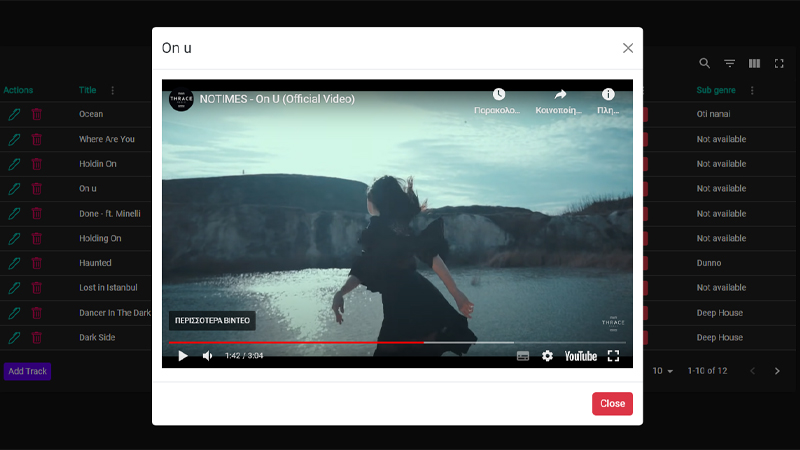 On u
THRACE
NOTIMES - On U (Official Video)
Παρακολο...
Κοινοποίη...
Πλη...
ΠΕΡΙΣΣΟΤΕΡΑ ΒΙΝΤΕΟ
THRACE
1:42 / 3:04
YouTube
Close
Actions
Title
Sub genre
Ocean
Oti nanai
Where Are You
Not available
Holdin On
Not available
On u
Not available
Done - ft. Minelli
Not available
Holding On
Not available
Haunted
Dunno
Lost in Istanbul
Not available
Dancer In The Dark
Deep House
Dark Side
Deep House
Add Track
10
1-10 of 12